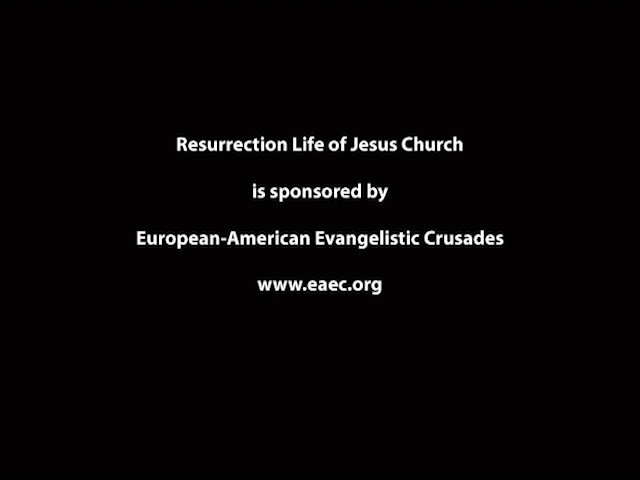 Resurrection Life of Jesus Church
is sponsored by
European-American Evangelistic Crusades
www.eaec.org